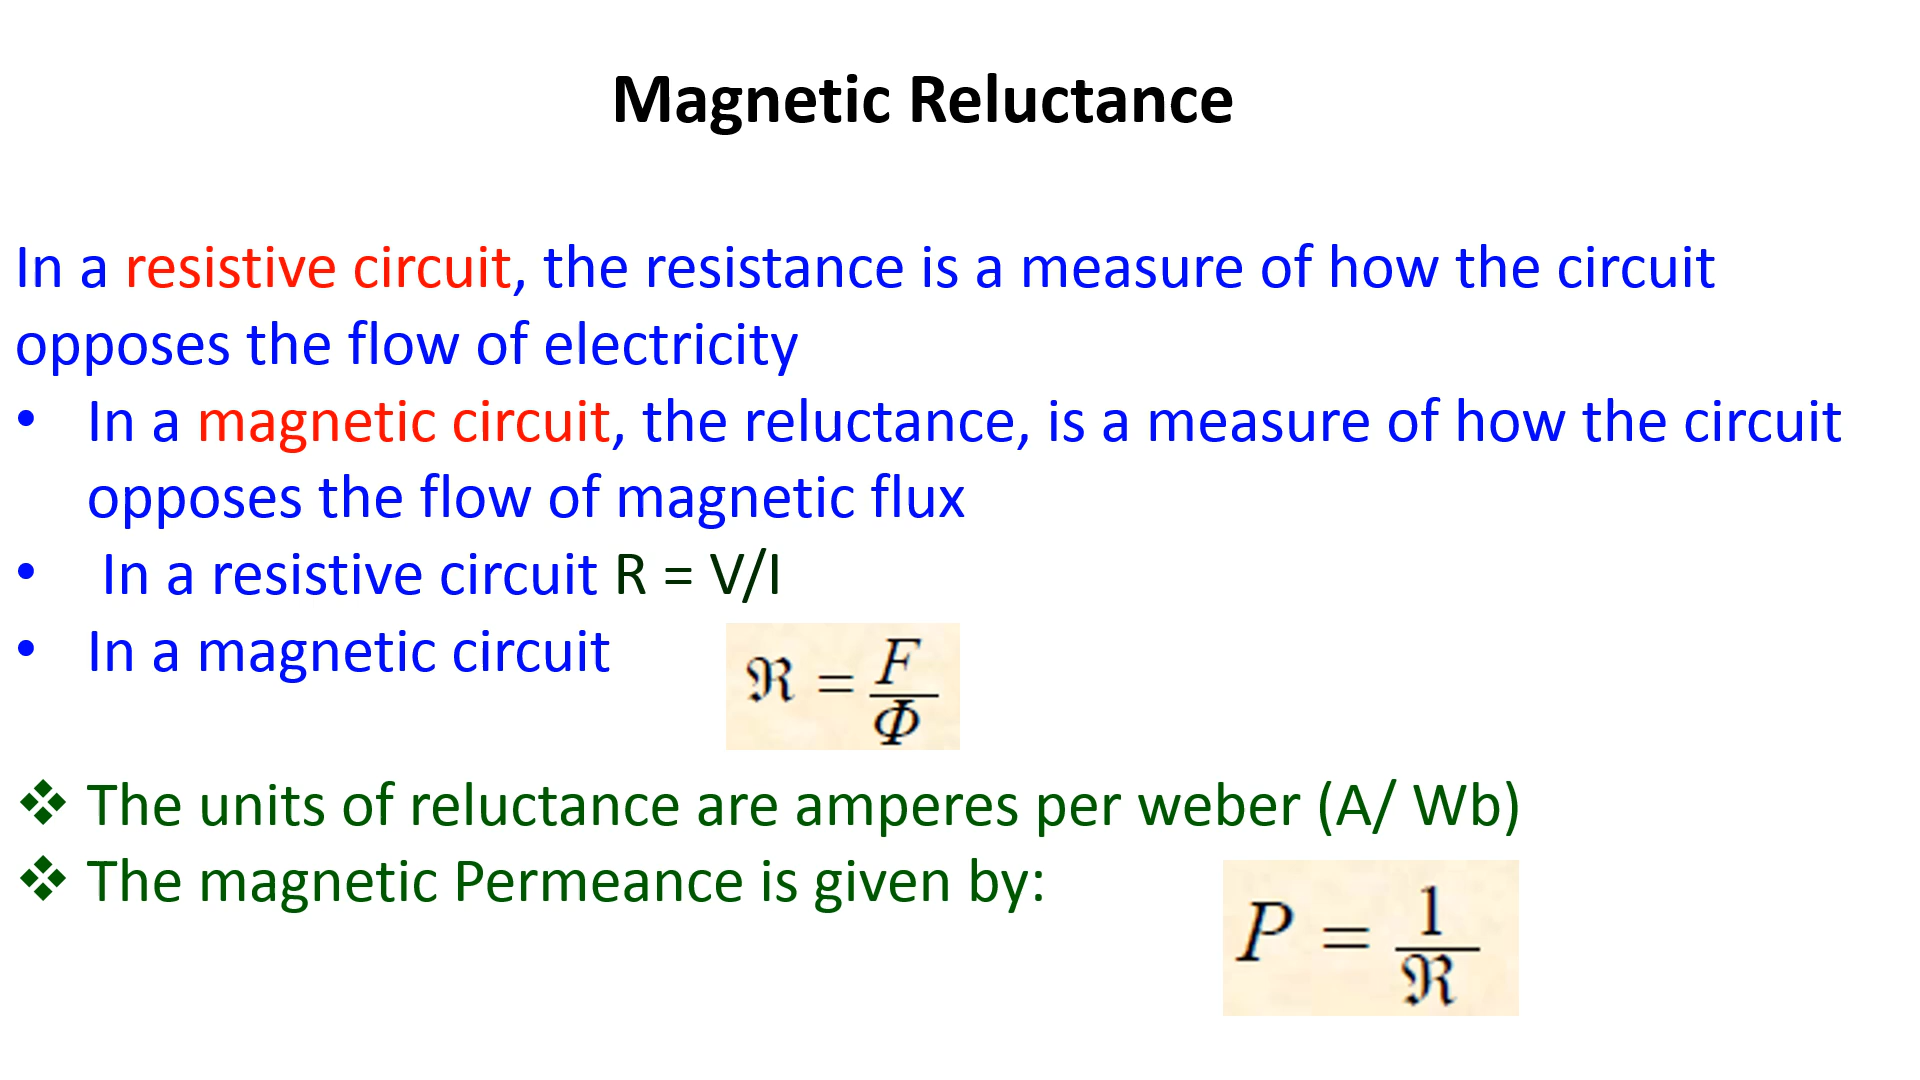 Magnetic Reluctance
In a resistive circuit, the resistance is a measure of how the circuit
opposes the flow of electricity
• In a magnetic circuit, the reluctance, is a measure of how the circuit
opposes the flow of magnetic flux
• In a resistive circuit R = V/I
• In a magnetic circuit
ℜ = F/Φ
❖ The units of reluctance are amperes per weber (A/ Wb)
❖ The magnetic Permeance is given by:
P = 1/ℜ